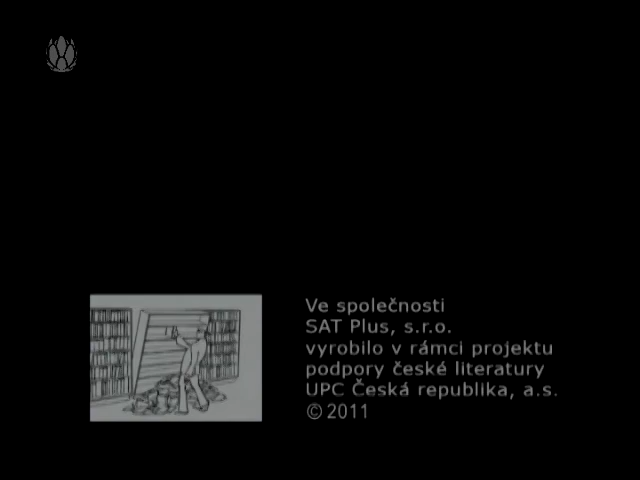 Ve společnosti
SAT Plus, s.r.o.
vyrobilo v rámci projektu
podpory české literatury
UPC Česká republika, a.s.
©2011